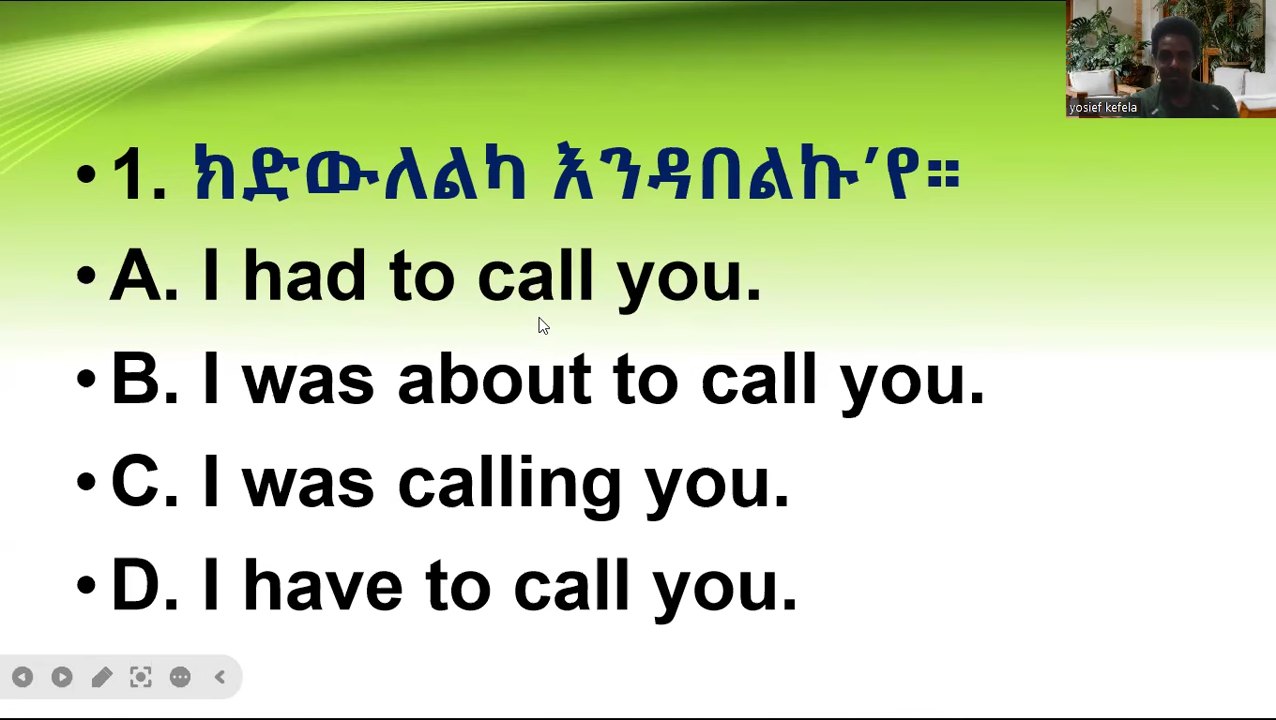 yosief kefela
• 1. ክድውለልካ እንዳበልኩ’የ።
• A. I had to call you.
• B. I was about to call you.
• C. I was calling you.
• D. I have to call you.